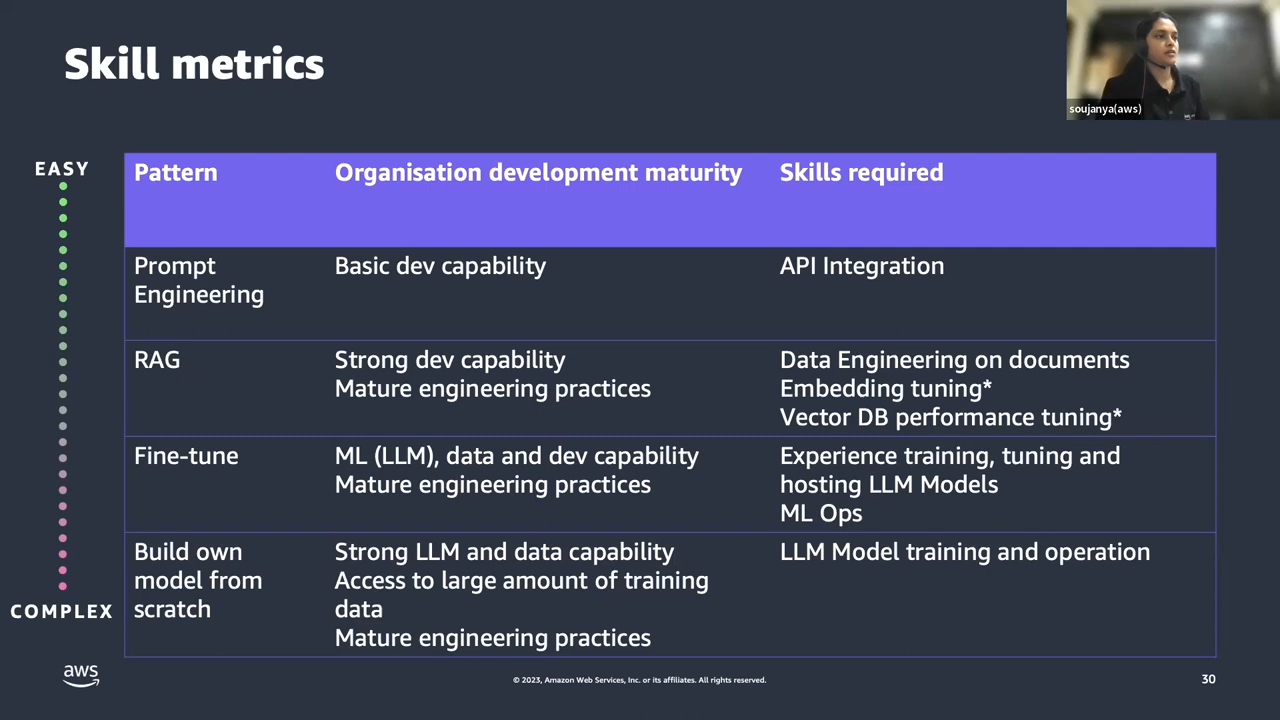 Skill metrics
soujanya(aws)
EASY
Pattern
Organisation development maturity
Skills required
Prompt
Engineering
Basic dev capability
API Integration
RAG
Strong dev capability
Mature engineering practices
Data Engineering on documents
Embedding tuning*
Vector DB performance tuning*
Fine-tune
ML (LLM), data and dev capability
Mature engineering practices
Experience training, tuning and
hosting LLM Models
ML Ops
Build own
model from
scratch
Strong LLM and data capability
Access to large amount of training
data
Mature engineering practices
LLM Model training and operation
COMPLEX
aws
© 2023, Amazon Web Services, Inc. or its affiliates. All rights reserved.
30